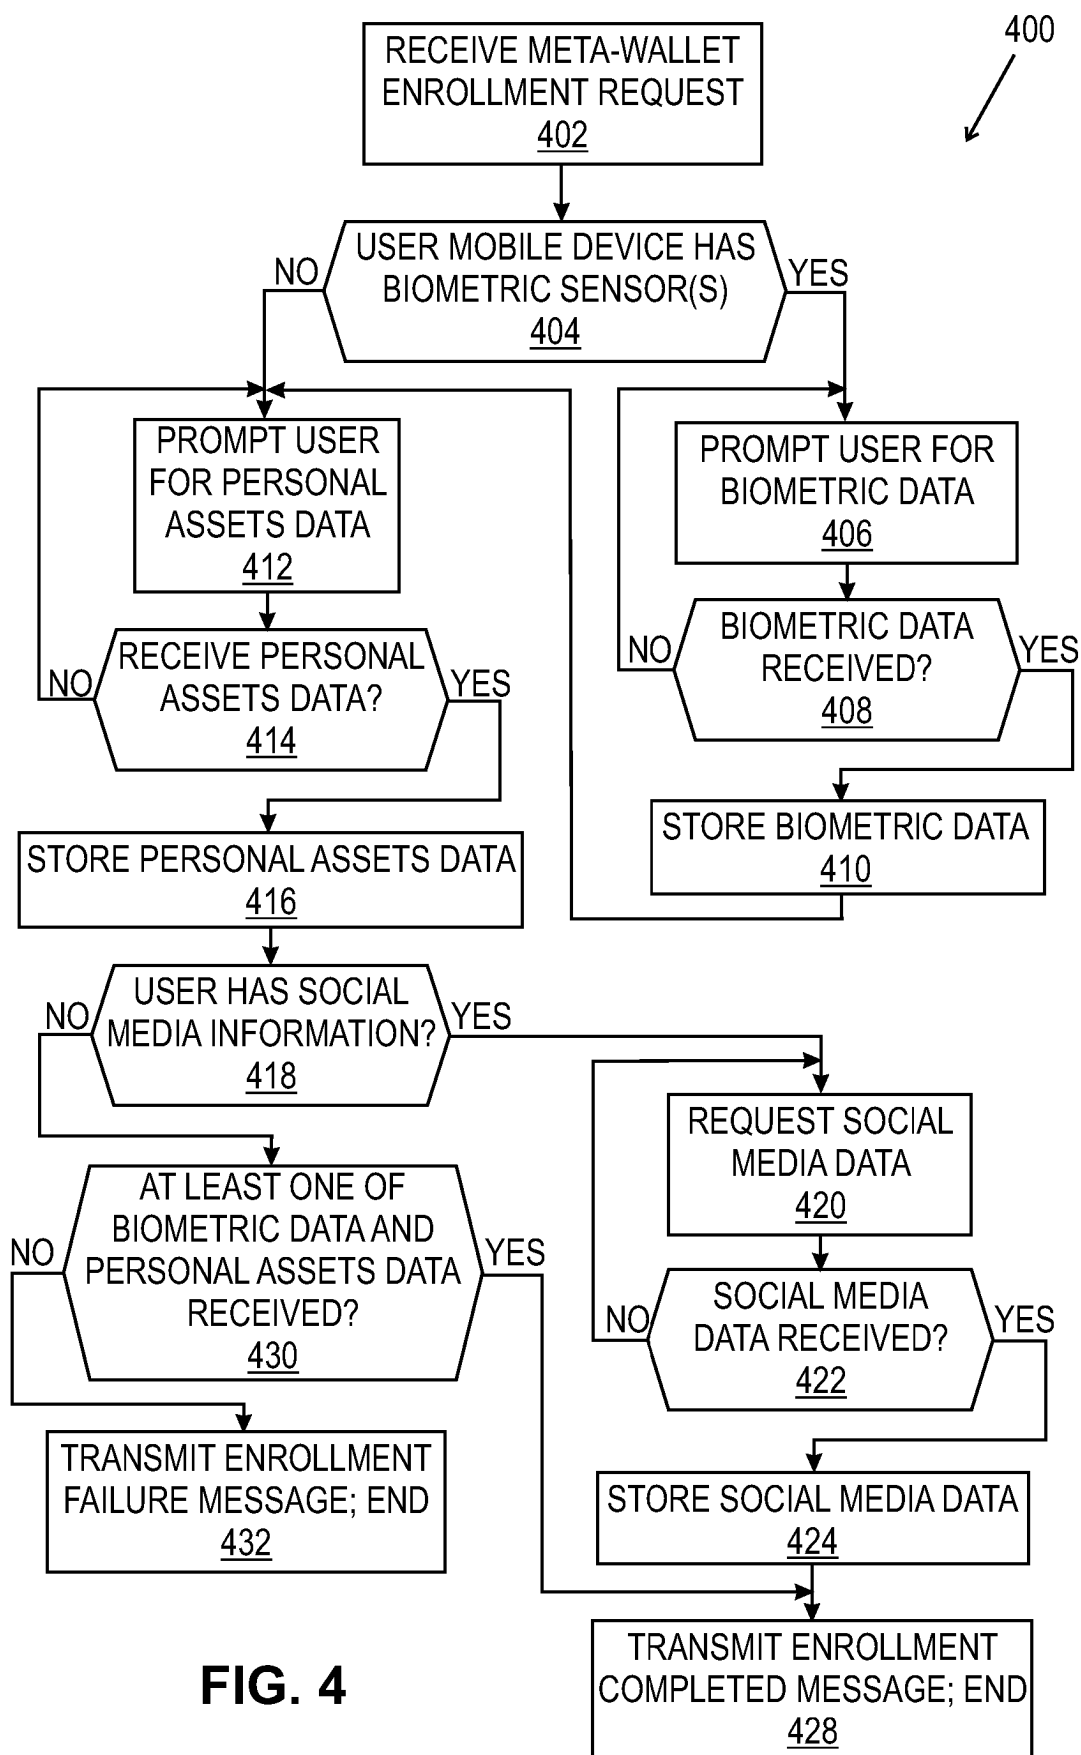 400
RECEIVE META-WALLET
ENROLLMENT REQUEST
402
USER MOBILE DEVICE HAS
BIOMETRIC SENSOR(S)
404
NO
YES
PROMPT USER
FOR PERSONAL
ASSETS DATA
412
PROMPT USER FOR
BIOMETRIC DATA
406
RECEIVE PERSONAL
ASSETS DATA?
414
NO
YES
BIOMETRIC DATA
RECEIVED?
408
NO
YES
STORE PERSONAL ASSETS DATA
416
STORE BIOMETRIC DATA
410
USER HAS SOCIAL
MEDIA INFORMATION?
418
NO
YES
REQUEST SOCIAL
MEDIA DATA
420
AT LEAST ONE OF
BIOMETRIC DATA AND
PERSONAL ASSETS DATA
RECEIVED?
430
NO
YES
SOCIAL MEDIA
DATA RECEIVED?
422
NO
YES
TRANSMIT ENROLLMENT
FAILURE MESSAGE; END
432
STORE SOCIAL MEDIA DATA
424
TRANSMIT ENROLLMENT
COMPLETED MESSAGE; END
428
FIG. 4